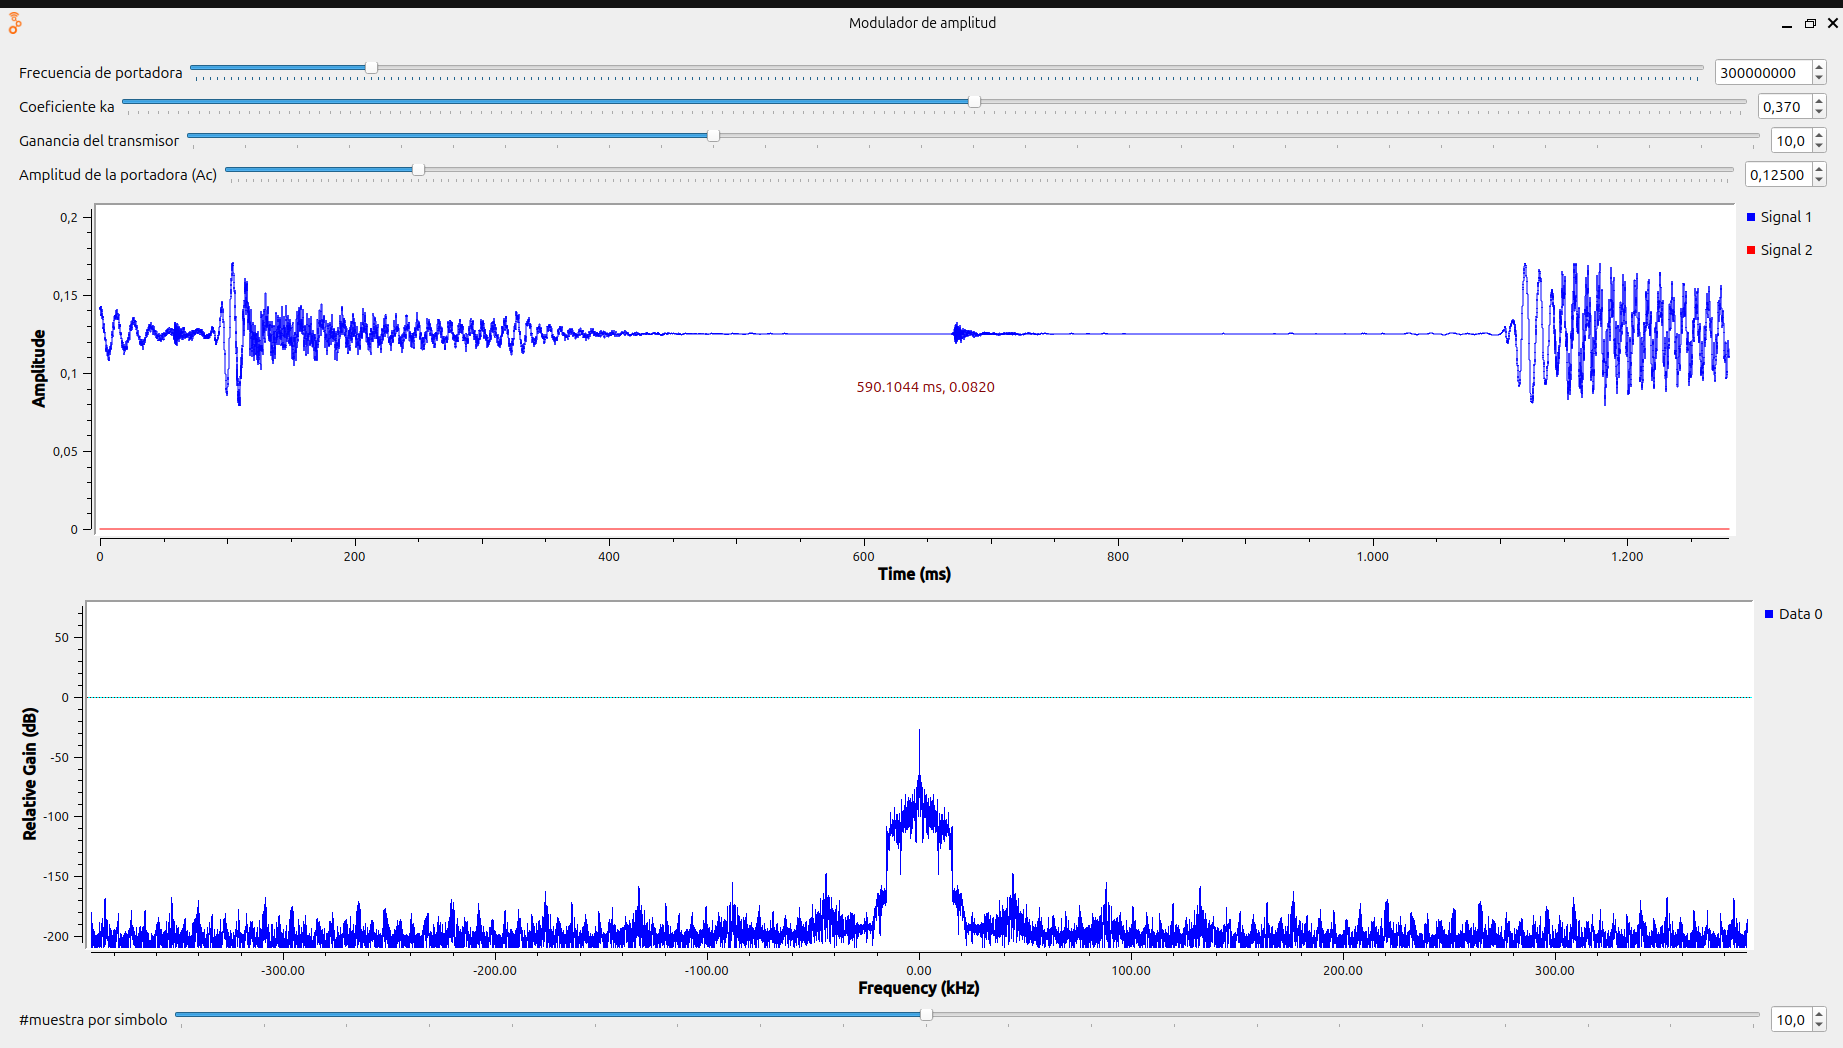 Modulador de amplitud
Frecuencia de portadora 300000000
Coeficiente ka 0,370
Ganancia del transmisor 10,0
Amplitud de la portadora (Ac) 0,12500
0,2
0,15
0,1
0,05
0
Amplitude
590.1044 ms, 0.0820
Signal 1
Signal 2
0 200 400 600 800 1.000 1.200
Time (ms)
50
0
-50
-100
-150
-200
Relative Gain (dB)
Data 0
-300.00 -200.00 -100.00 0.00 100.00 200.00 300.00
Frequency (kHz)
#muestra por simbolo 10,0